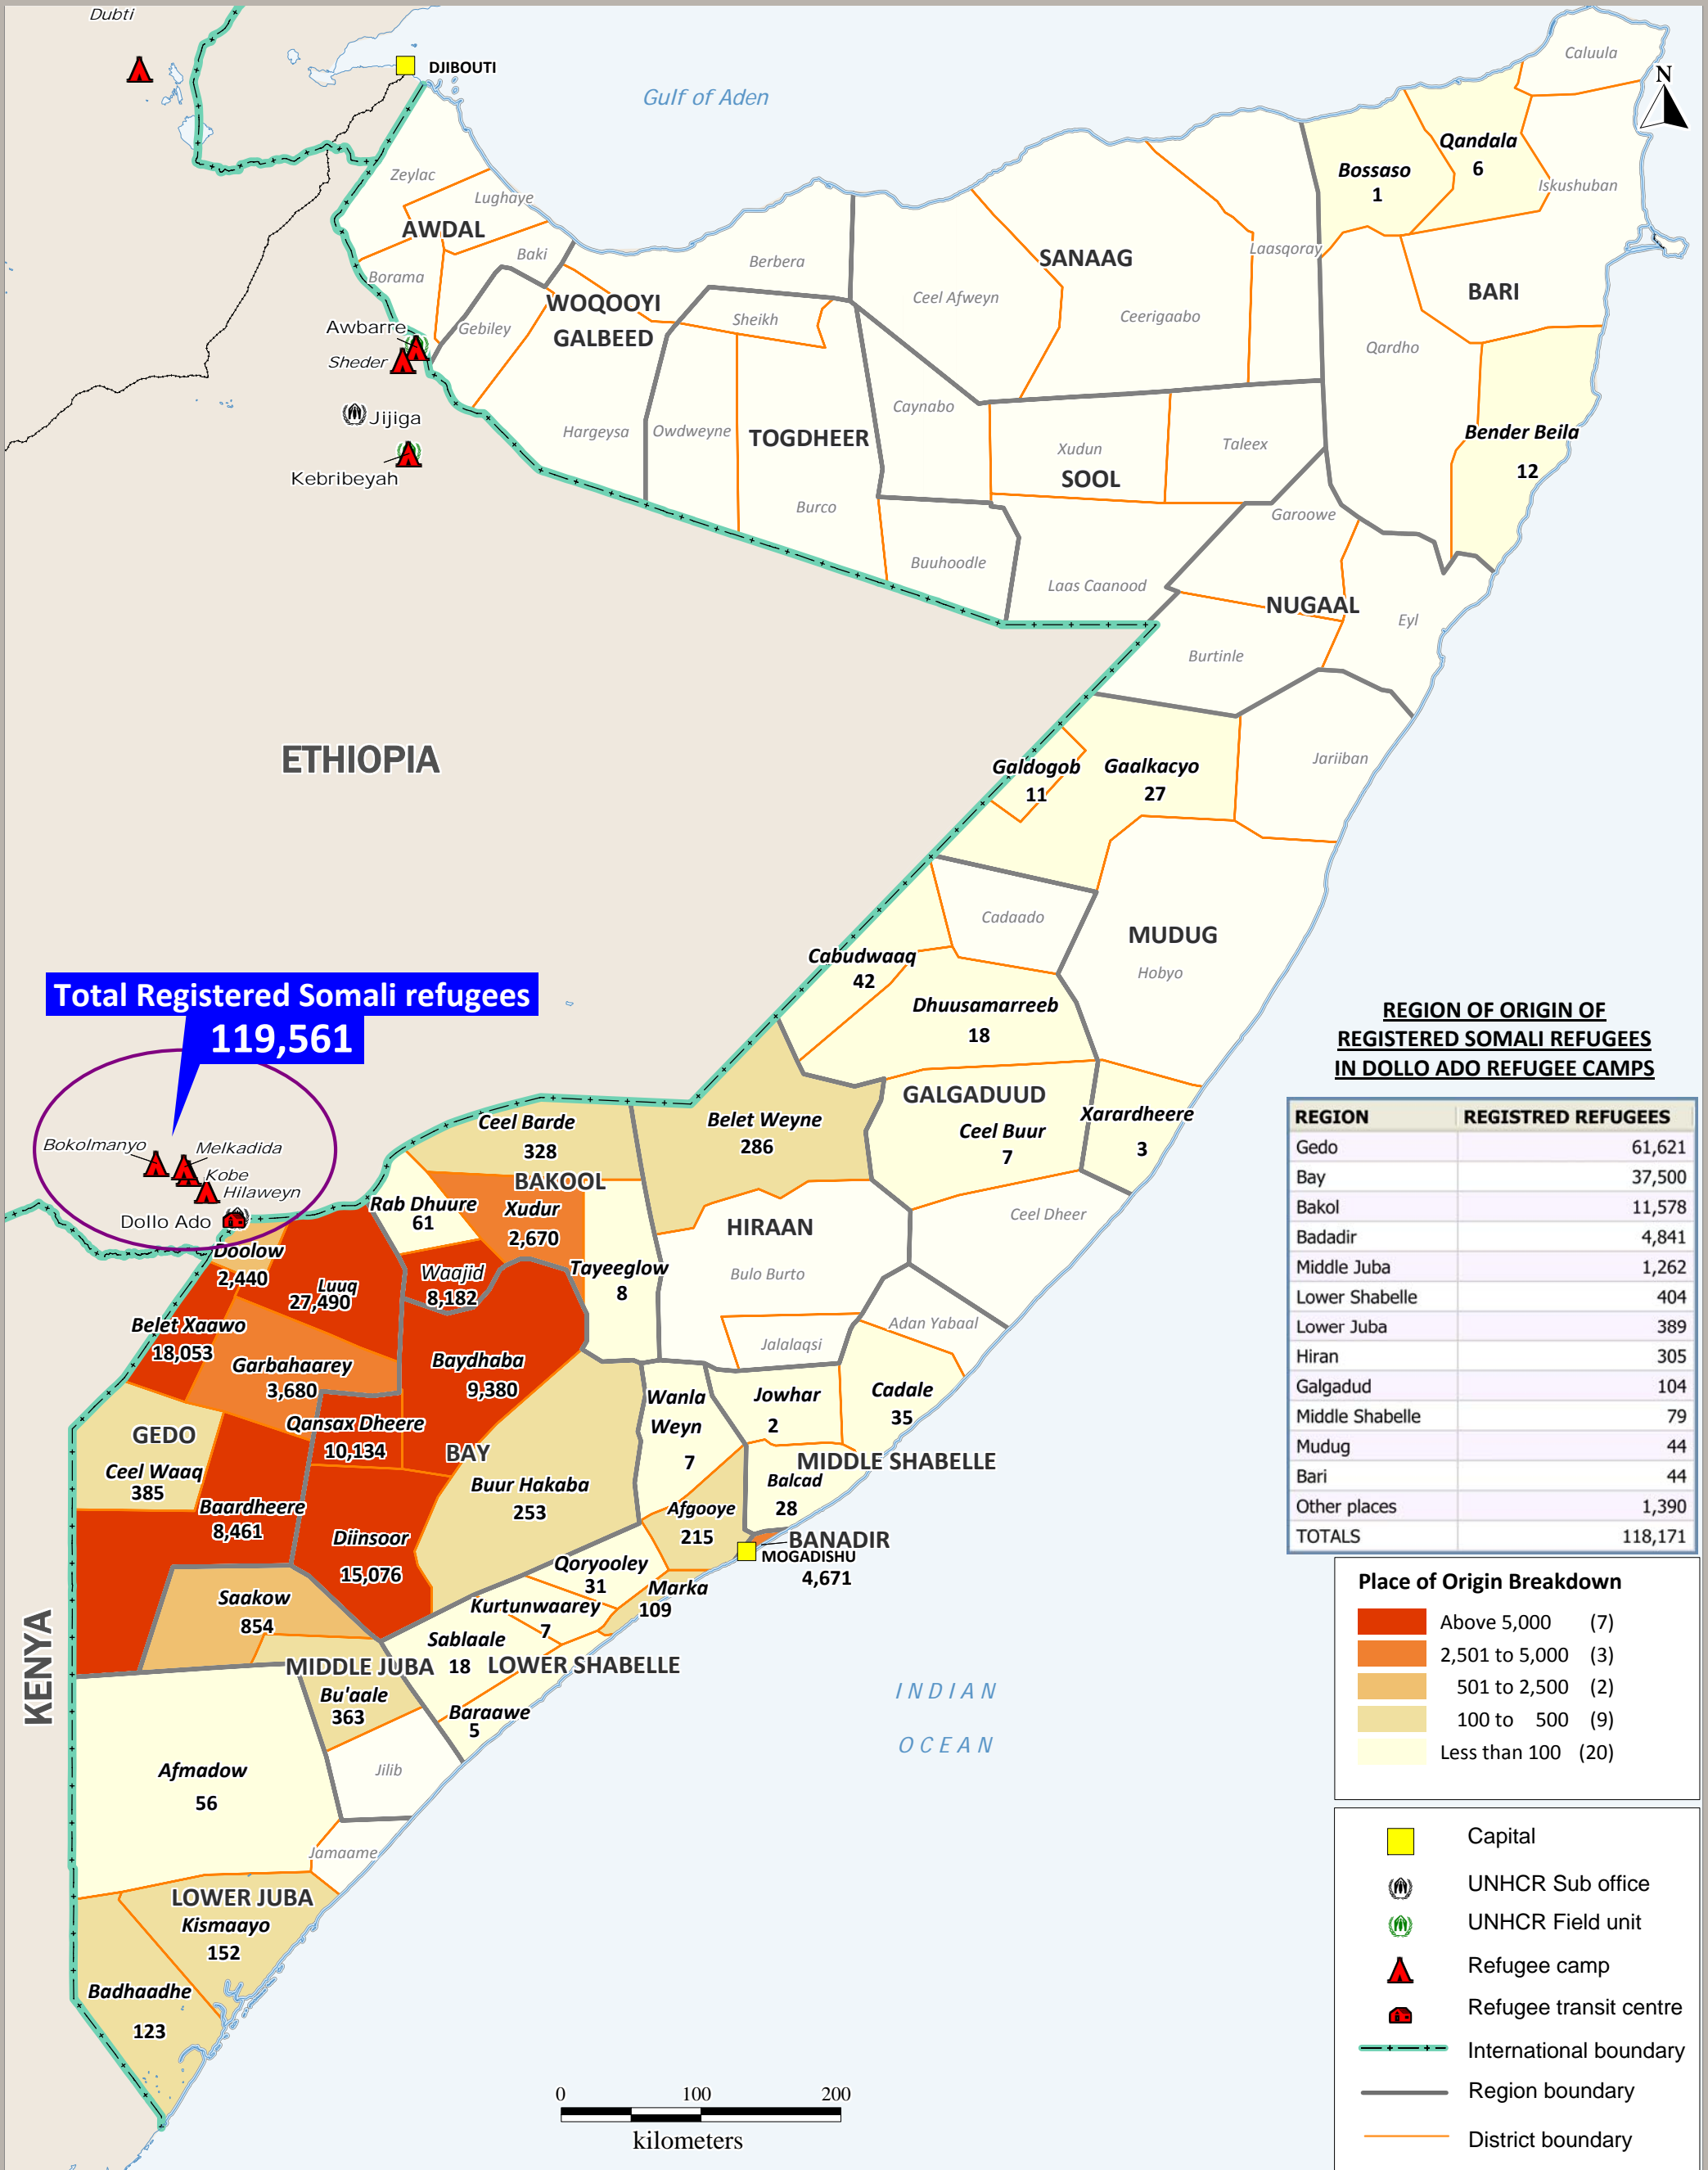 Dubti
DJIBOUTI
Gulf of Aden
Caluula
N
Qandala
6
Bossaso
1
Iskushuban
Zeylac
Lughaye
AWDAL
Baki
Borama
Berbera
SANAAG
Laasqoray
BARI
WOQOOYI
GALBEED
Ceel Afweyn
Ceerigaabo
Awbarre
Gebiley
Sheikh
Sheder
Qardho
Jijiga
Caynabo
Hargeysa
Owdweyne
TOGDHEER
Xudun
Taleex
Bender Beila
12
Kebribeyah
SOOL
Burco
Garoowe
Buuhoodle
Laas Caanood
NUGAAL
Eyl
Burtinle
ETHIOPIA
Galdogob
11
Gaalkacyo
27
Jariiban
Cadaado
MUDUG
Hobyo
Cabudwaaq
42
Dhuusamarreeb
18
Total Registered Somali refugees
119,561
REGION OF ORIGIN OF
REGISTERED SOMALI REFUGEES
IN DOLLO ADO REFUGEE CAMPS
REGION REGISTRED REFUGEES
Gedo 61,621
Bay 37,500
Bakol 11,578
Badadir 4,841
Middle Juba 1,262
Lower Shabelle 404
Lower Juba 389
Hiran 305
Galgadud 104
Middle Shabelle 79
Mudug 44
Bari 44
Other places 1,390
TOTALS 118,171
GALGADUUD
Ceel Buur
7
Xarardheere
3
Ceel Dheer
Belet Weyne
286
Ceel Barde
328
BAKOOL
Bokolmanyo
Melkadida
Kobe
Hilaweyn
Dollo Ado
Rab Dhuure
61
Xudur
2,670
HIRAAN
Bulo Burto
Tayeeglow
8
Doolow
2,440
Luuq
27,490
Waajid
8,182
Jalalaqsi
Adan Yabaal
Belet Xaawo
18,053
Garbahaarey
3,680
Baydhaba
9,380
Wanla
Weyn
7
Jowhar
2
Cadale
35
Qansax Dheere
10,134
GEDO
BAY
MIDDLE SHABELLE
Ceel Waaq
385
Buur Hakaba
253
Balcad
28
Baardheere
8,461
Afgooye
215
Diinsoor
15,076
BANADIR
MOGADISHU
4,671
Qoryooley
31
Marka
109
Saakow
854
Kurtunwaarey
7
Sablaale
18
LOWER SHABELLE
MIDDLE JUBA
Bu'aale
363
Baraawe
5
KENYA
INDIAN
OCEAN
Jilib
Afmadow
56
Jamaame
LOWER JUBA
Kismaayo
152
Badhaadhe
123
Place of Origin Breakdown
Above 5,000 (7)
2,501 to 5,000 (3)
501 to 2,500 (2)
100 to 500 (9)
Less than 100 (20)
Capital
UNHCR Sub office
UNHCR Field unit
Refugee camp
Refugee transit centre
International boundary
Region boundary
District boundary
0 100 200
kilometers